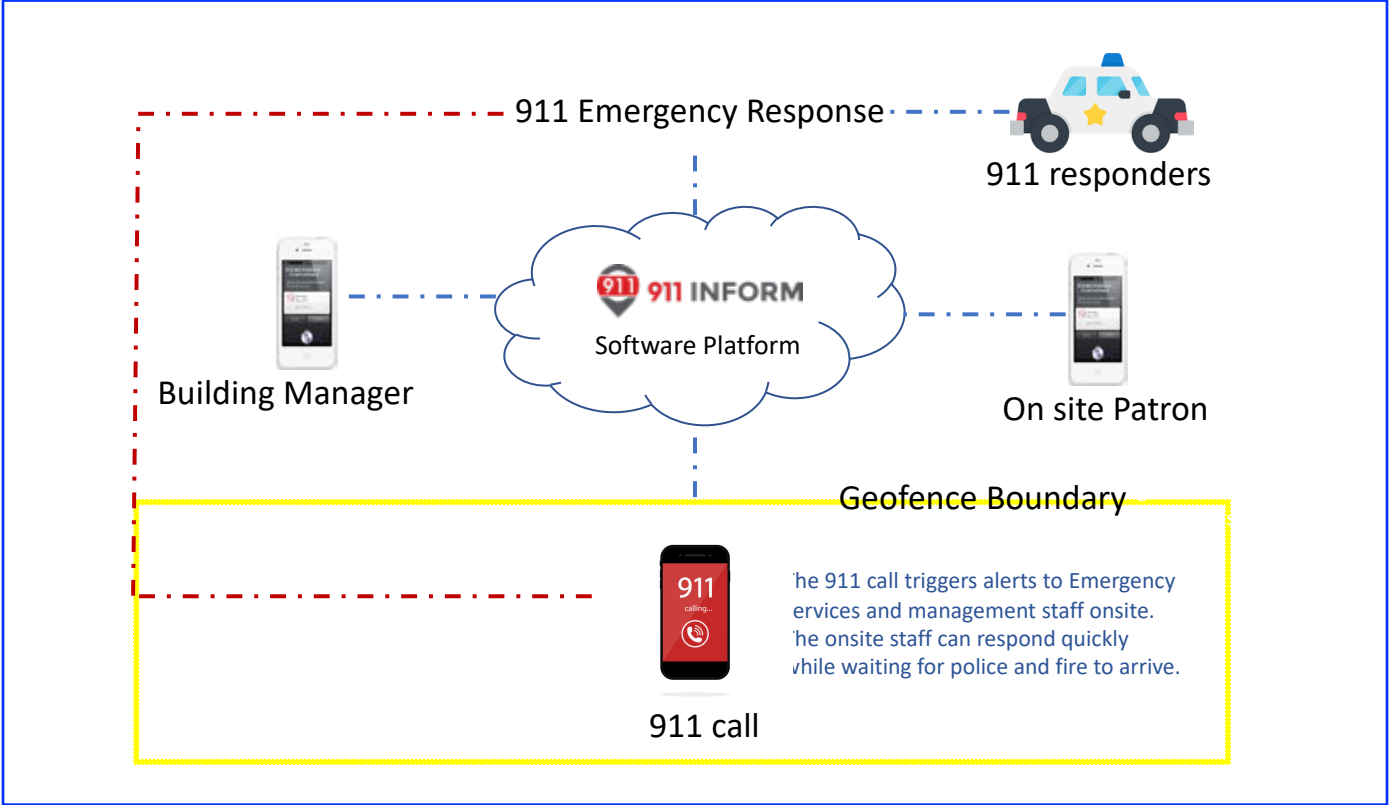 911 Emergency Response
911 responders
911 911 INFORM
Software Platform
Building Manager
On site Patron
Geofence Boundary
911
calling...
he 911 call triggers alerts to Emergency
ervices and management staff onsite.
he onsite staff can respond quickly
hile waiting for police and fire to arrive.
911 call